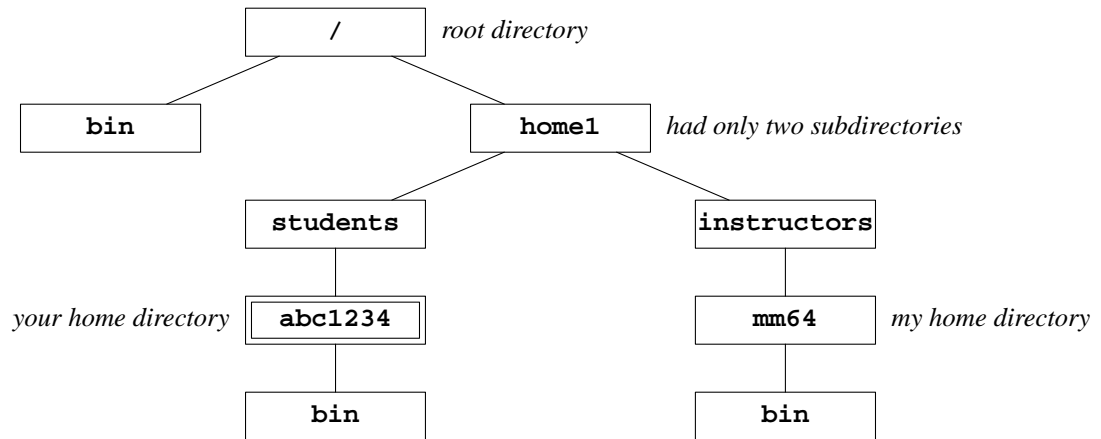 / root directory
bin home1 had only two subdirectories
students instructors
your home directory abc1234 mm64 my home directory
bin bin